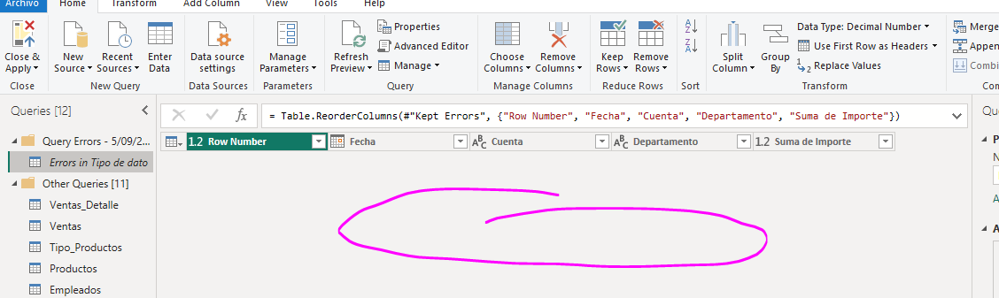 Archivo Home Transform Add Column View Tools Help
Close & Apply
New Source
Recent Sources
Enter Data
Data source settings
Manage Parameters
Refresh Preview
Properties
Advanced Editor
Manage
Choose Columns
Remove Columns
Keep Rows
Remove Rows
A Z
Z A
Split Column
Group By
Data Type: Decimal Number
Use First Row as Headers
1 2 Replace Values
Merge
Appen
Combi
Close New Query Data Sources Parameters Query Manage Columns Reduce Rows Sort Transform Co
Queries [12]
Query Errors - 5/09/2...
Errors in Tipo de dato
Other Queries [11]
Ventas_Detalle
Ventas
Tipo_Productos
Productos
Empleados
fx = Table.ReorderColumns(#"Kept Errors", {"Row Number", "Fecha", "Cuenta", "Departamento", "Suma de Importe"})
1.2 Row Number Fecha ABC Cuenta ABC Departamento 1.2 Suma de Importe
Que
P
N
A
A